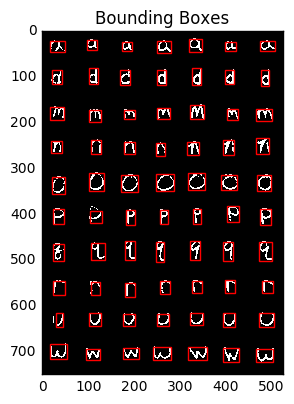 Bounding Boxes
0
a a a a a a a
100 d d d d d d d
m m m m m m m
200
n n n n n n n
300
o o o o o o o
400 p p p p p p p
q q q q q q q
500
r r r r r r r
600
u u u u u u u
700 w w w w w w w
0 100 200 300 400 500